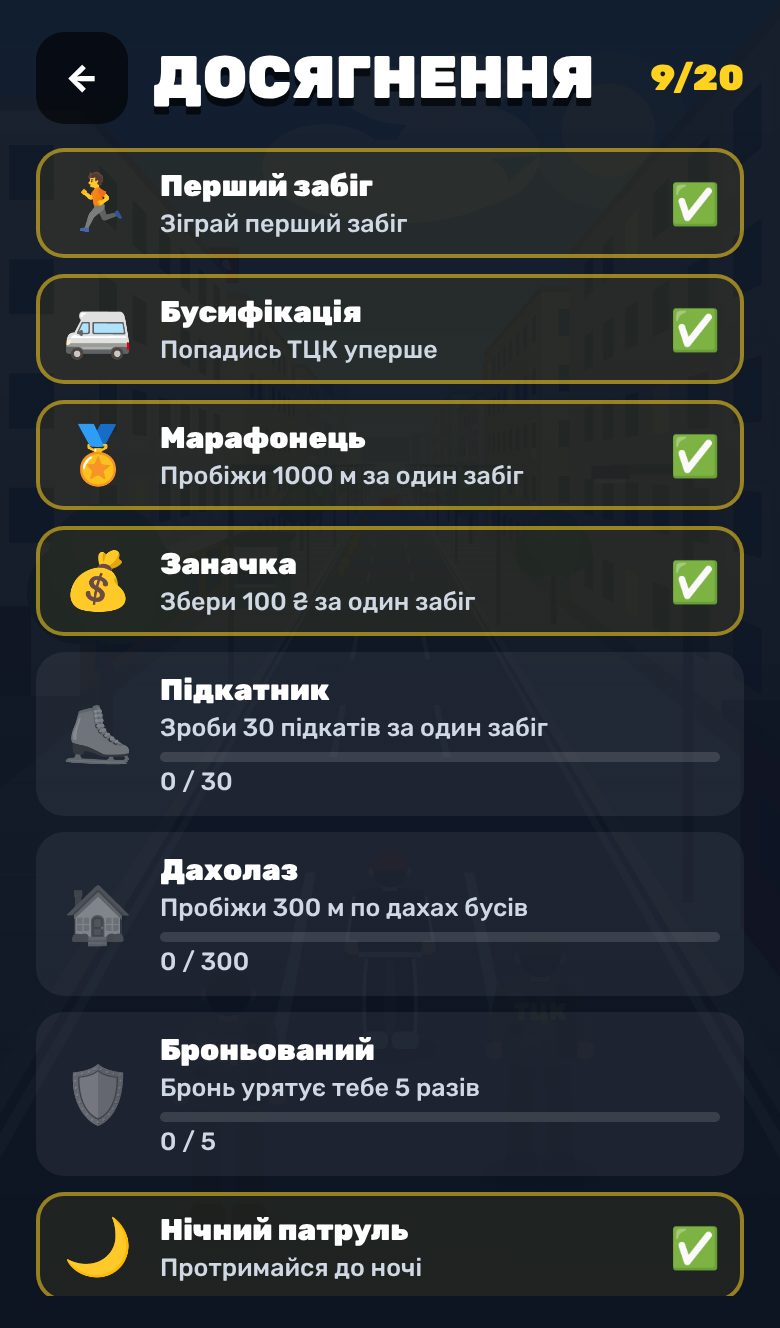 ДОСЯГНЕННЯ
9/20
Перший забіг
Зіграй перший забіг
Бусифікація
Попадись ТЦК уперше
Марафонець
Пробіжи 1000 м за один забіг
Заначка
Збери 100 ₴ за один забіг
Підкатник
Зроби 30 підкатів за один забіг
0 / 30
Дахолаз
Пробіжи 300 м по дахах бусів
0 / 300
ТЦК
Броньований
Бронь урятує тебе 5 разів
0 / 5
Нічний патруль
Протримайся до ночі